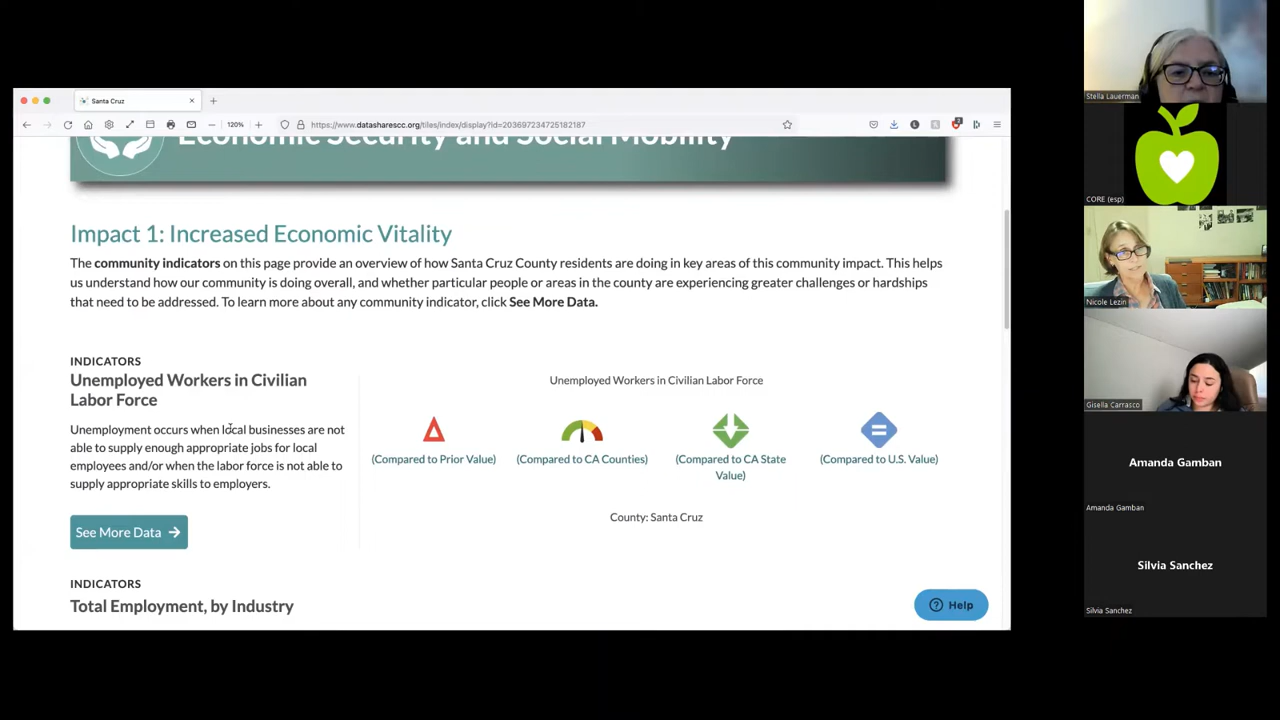 Santa Cruz
120%
https://www.datasharescc.org/tiles/index/display?id=203697234725182187
Economic Security and Social Mobility
Impact 1: Increased Economic Vitality
The community indicators on this page provide an overview of how Santa Cruz County residents are doing in key areas of this community impact. This helps
us understand how our community is doing overall, and whether particular people or areas in the county are experiencing greater challenges or hardships
that need to be addressed. To learn more about any community indicator, click See More Data.
INDICATORS
Unemployed Workers in Civilian
Labor Force
Unemployment occurs when local businesses are not
able to supply enough appropriate jobs for local
employees and/or when the labor force is not able to
supply appropriate skills to employers.
See More Data
Unemployed Workers in Civilian Labor Force
(Compared to Prior Value)
(Compared to CA Counties)
(Compared to CA State
Value)
(Compared to U.S. Value)
County: Santa Cruz
INDICATORS
Total Employment, by Industry
Help
Stella Lauerman
CORE (esp)
Nicole Lezin
Gisella Carrasco
Amanda Gamban
Amanda Gamban
Silvia Sanchez
Silvia Sanchez